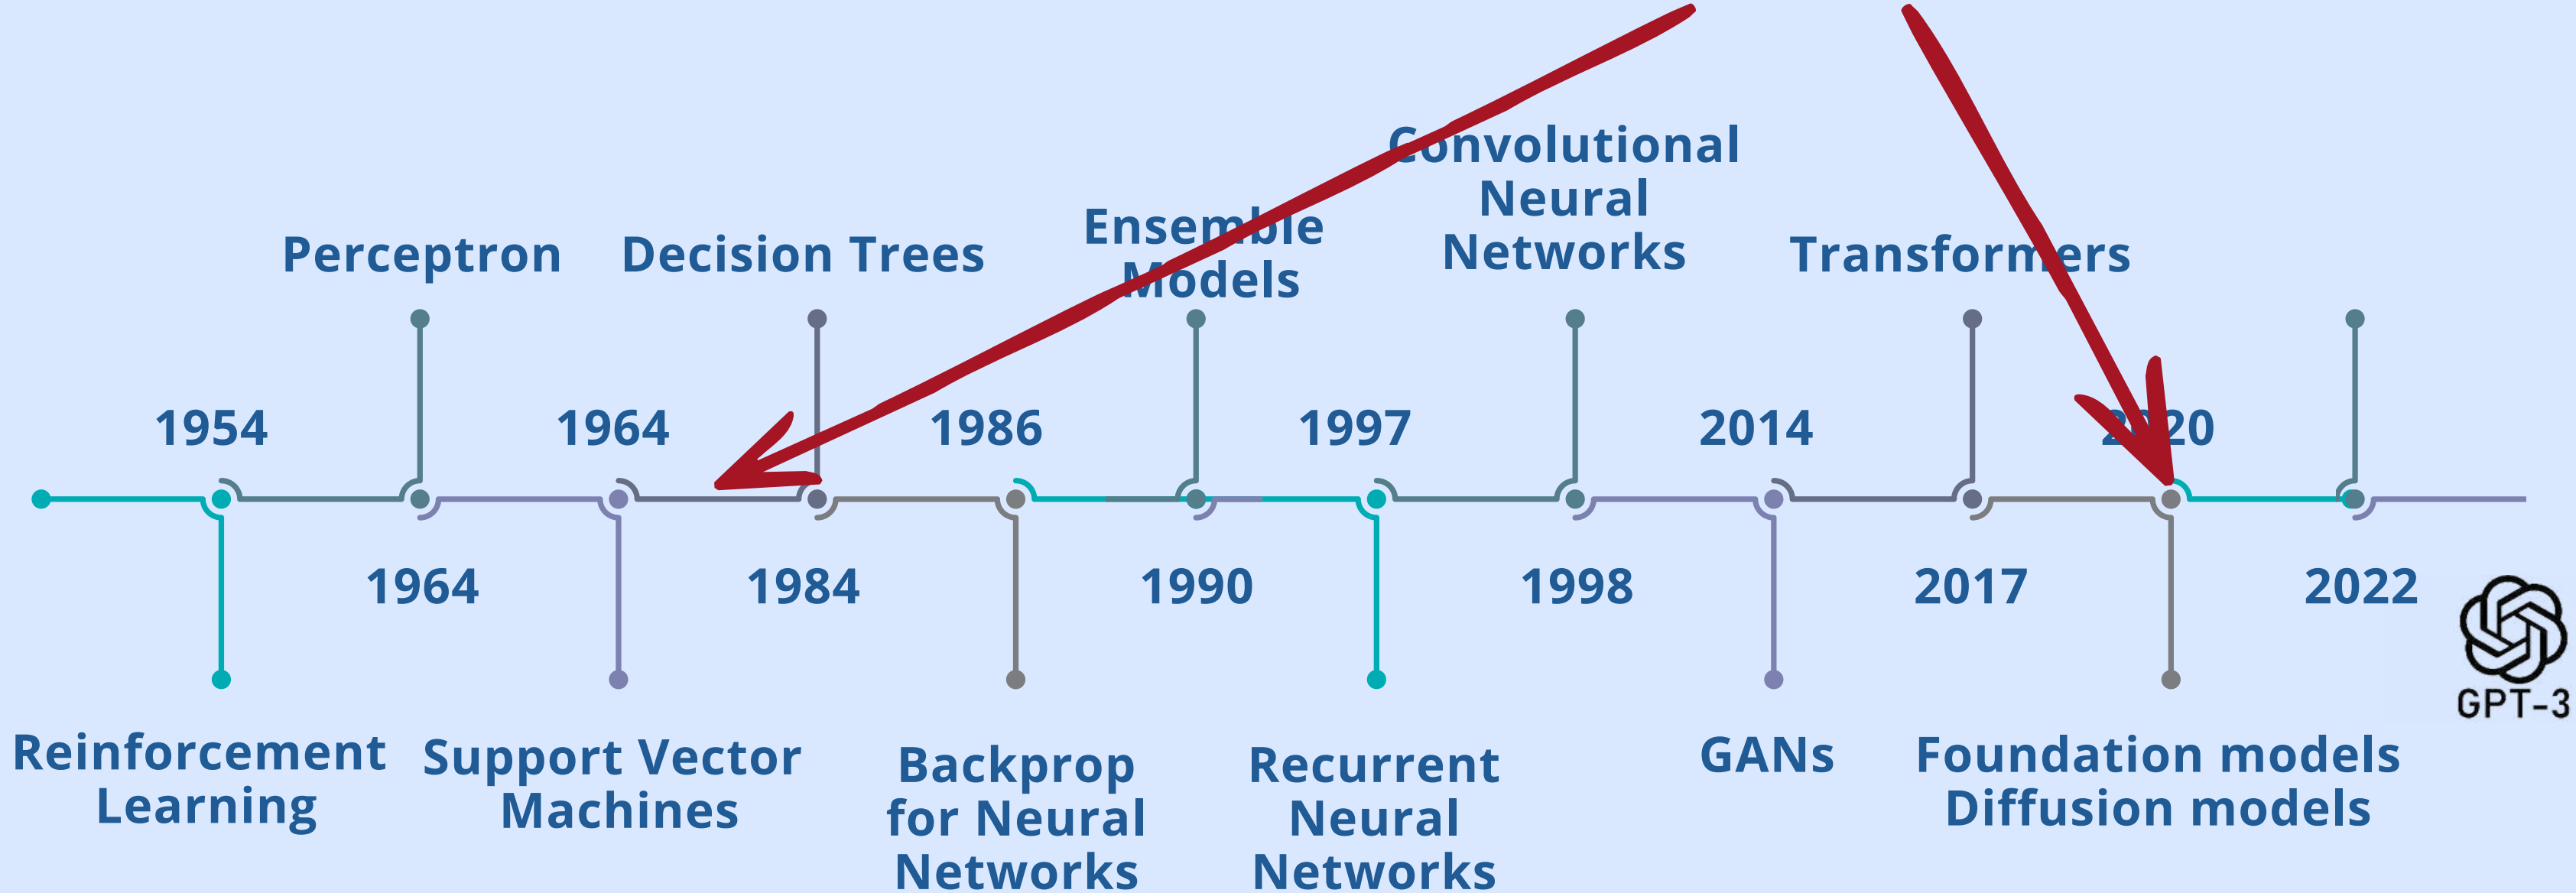 Convolutional
Neural
Networks
Ensemble
Models
Perceptron
Decision Trees
Transformers
1954
1964
1986
1997
2014
2020
1964
1984
1990
1998
2017
2022
GPT-3
Reinforcement
Learning
Support Vector
Machines
Backprop
for Neural
Networks
Recurrent
Neural
Networks
GANs
Foundation models
Diffusion models